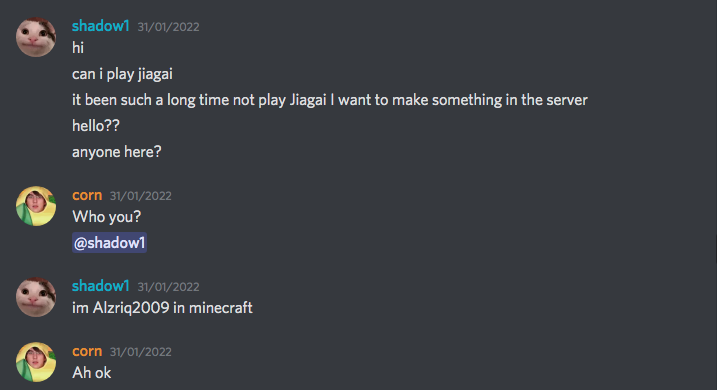 shadow1 31/01/2022
hi
can i play jiagai
it been such a long time not play Jiagai I want to make something in the server
hello??
anyone here?
corn 31/01/2022
Who you?
@shadow1
shadow1 31/01/2022
im Alzriq2009 in minecraft
corn 31/01/2022
Ah ok